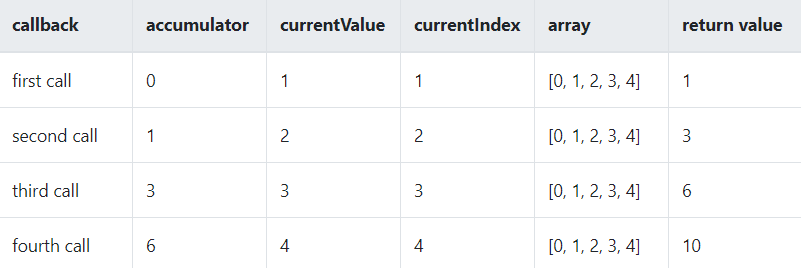 callback accumulator currentValue currentIndex array return value
first call 0 1 1 [0, 1, 2, 3, 4] 1
second call 1 2 2 [0, 1, 2, 3, 4] 3
third call 3 3 3 [0, 1, 2, 3, 4] 6
fourth call 6 4 4 [0, 1, 2, 3, 4] 10